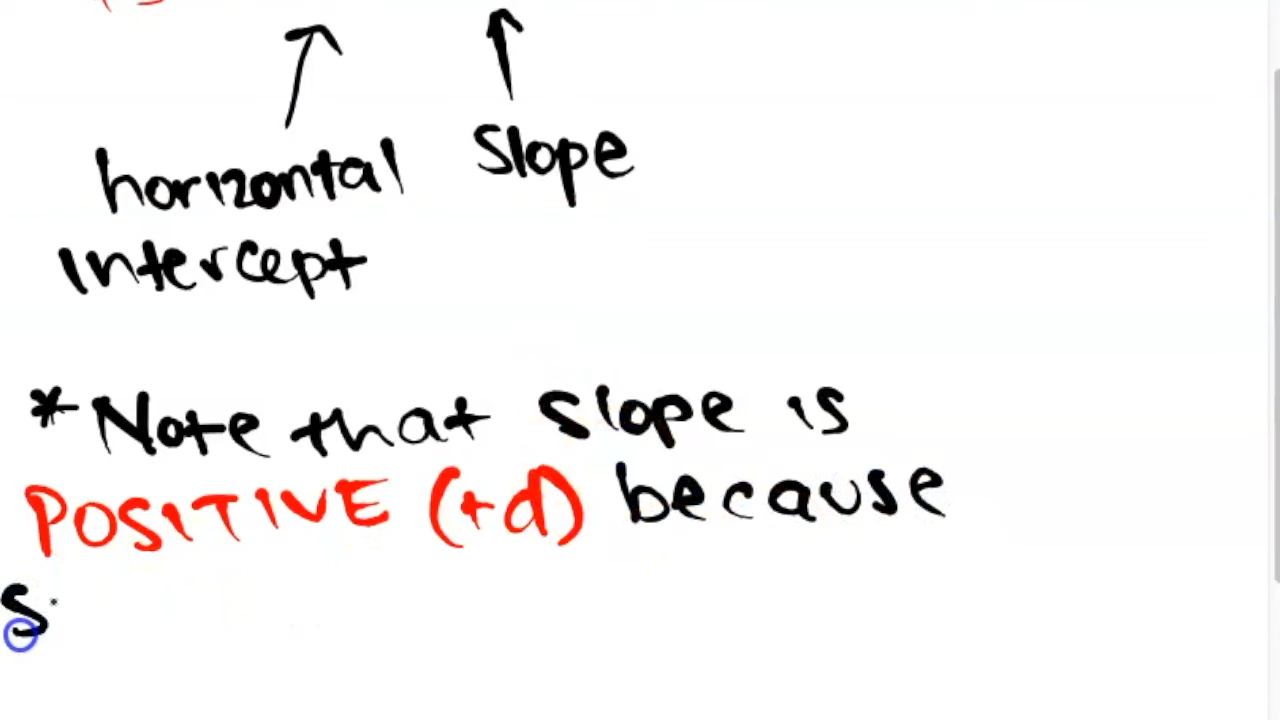 horizontal slope
intercept
*Note that slope is
POSITIVE (+d) because
S